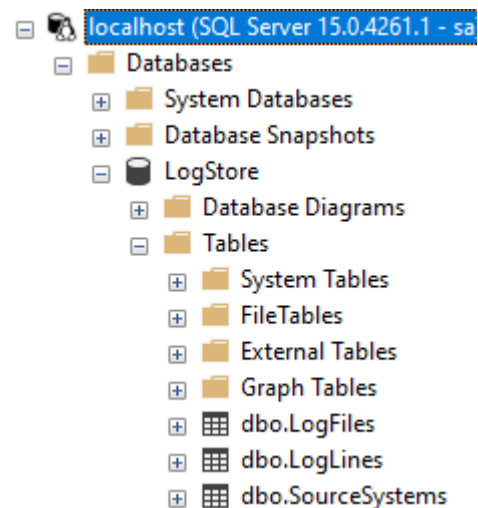 localhost (SQL Server 15.0.4261.1 - sa)
Databases
System Databases
Database Snapshots
LogStore
Database Diagrams
Tables
System Tables
FileTables
External Tables
Graph Tables
dbo.LogFiles
dbo.LogLines
dbo.SourceSystems